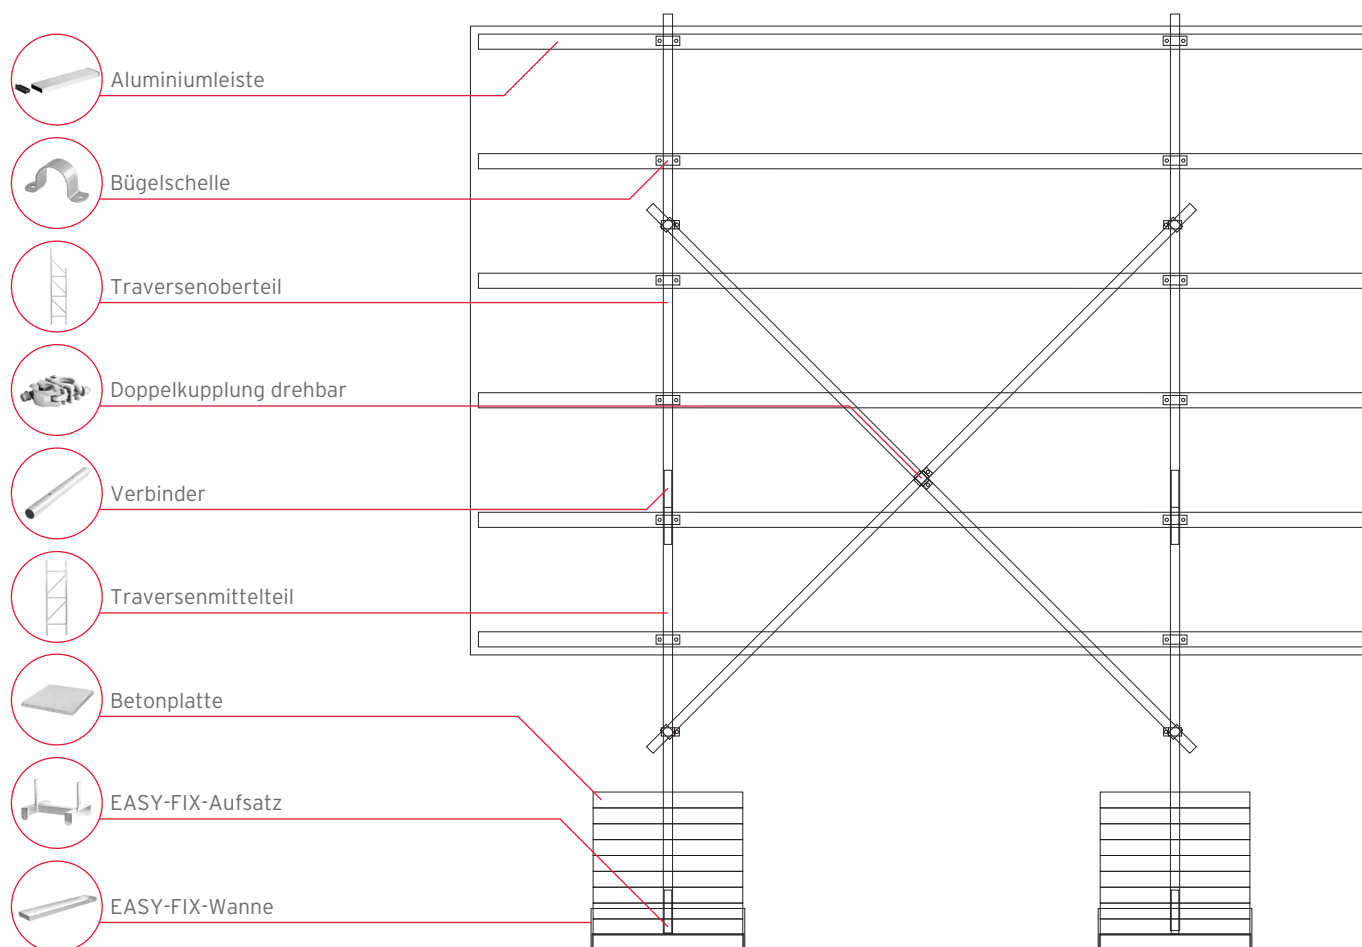 Aluminiumleiste
Bügelschelle
Traversenoberteil
Doppelkupplung drehbar
Verbinder
Traversenmittelteil
Betonplatte
EASY-FIX-Aufsatz
EASY-FIX-Wanne